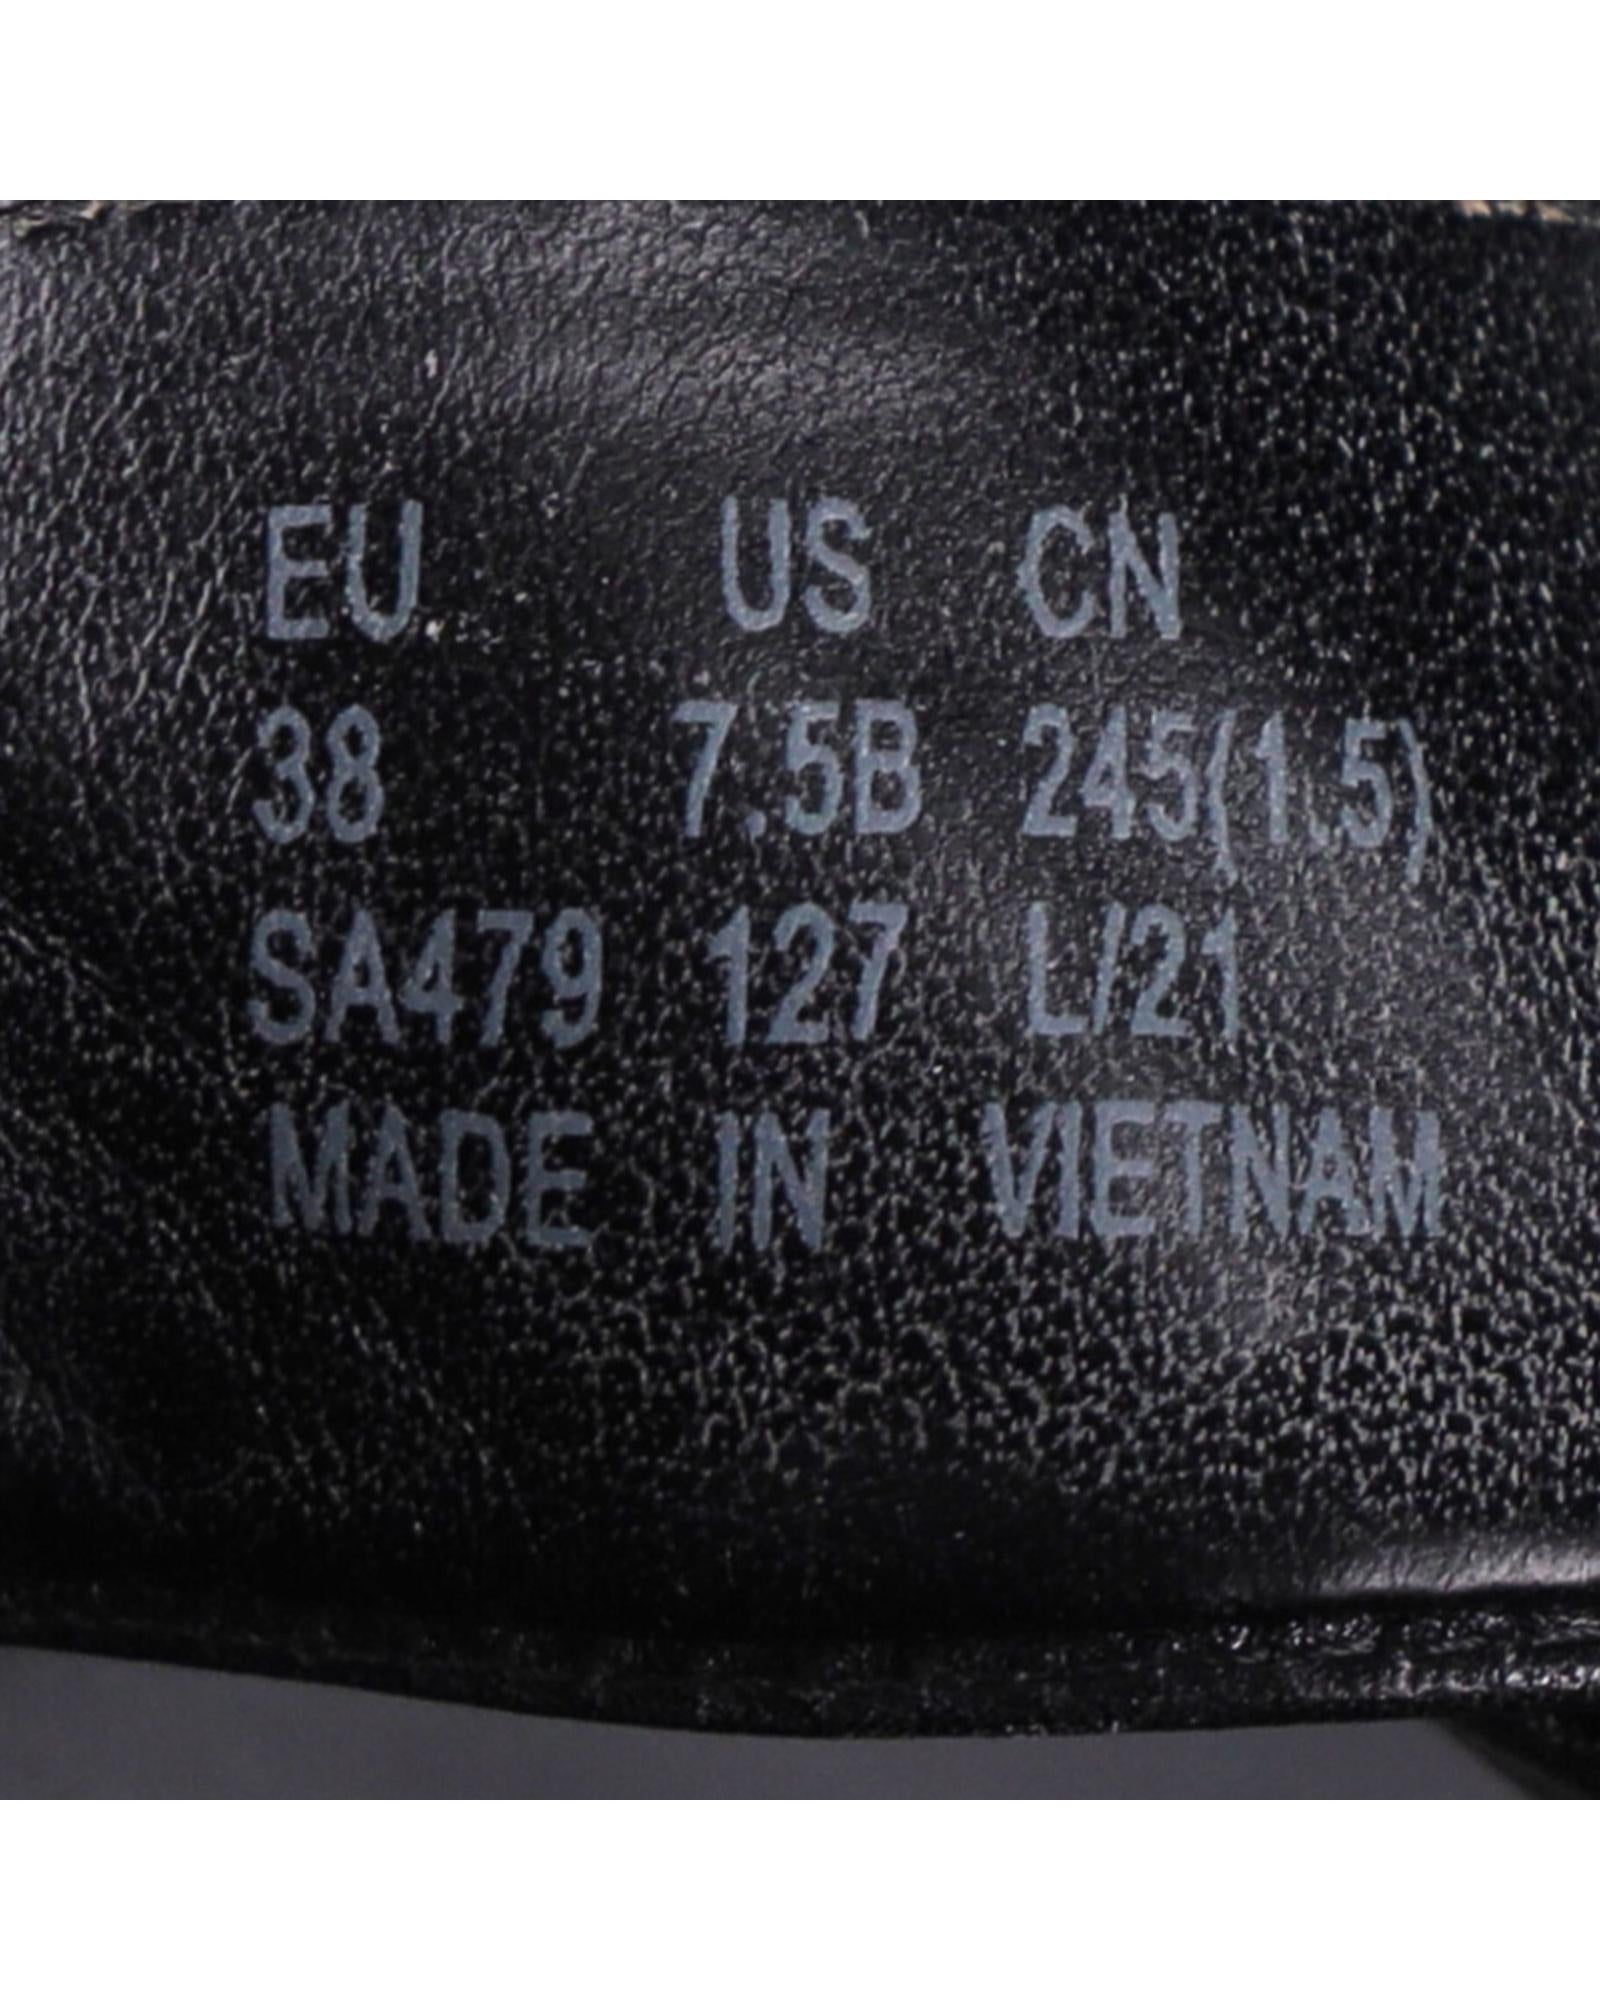 EU US CN
38 7.5B 245(1.5)
SA479 127 L/21
MADE IN VIETNAM